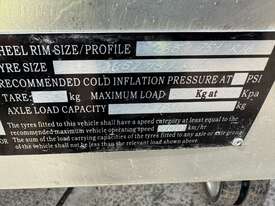 HEEL RIM SIZE/PROFILE
YRE SIZE
RECOMMENDED COLD INFLATION PRESSURE AT PSI.
TARE: kg MAXIMUM LOAD Kg at Kpa
AXLE LOAD CAPACITY kg
The tyres fitted to this vehicle shall have a speed category at least equal to the
recommended maximum vehicle operating speed km/hr
OR The sum of the load carrying capacities of the tyres fitted to any axle or axle group
of the vehicle shall not be less than the relevant load shown above.